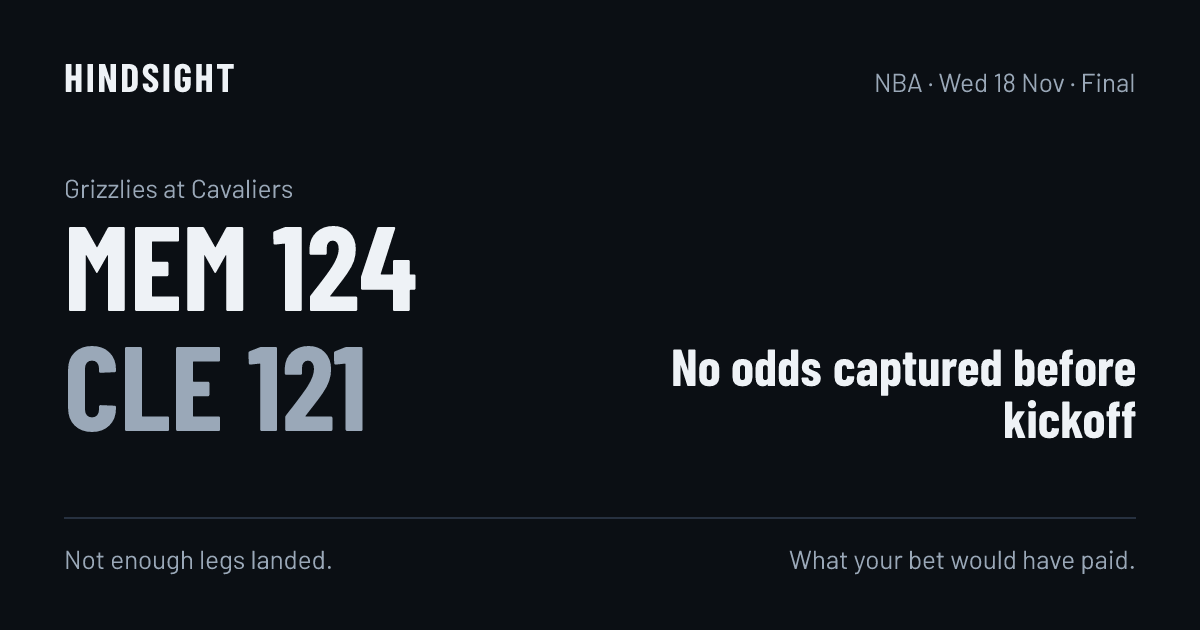 HINDSIGHT
NBA · Wed 18 Nov · Final
Grizzlies at Cavaliers
MEM 124
CLE 121
No odds captured before
kickoff
Not enough legs landed.
What your bet would have paid.